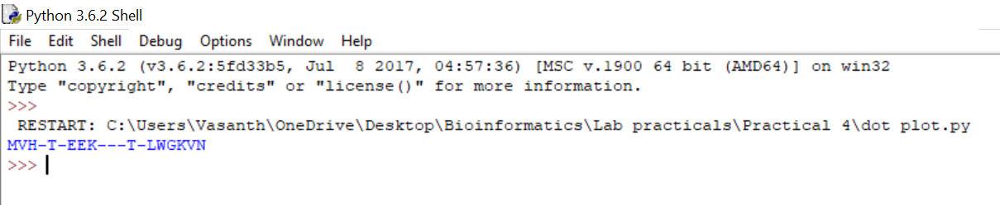 Python 3.6.2 Shell
File Edit Shell Debug Options Window Help
Python 3.6.2 (v3.6.2:5fd33b5, Jul  8 2017, 04:57:36) [MSC v.1900 64 bit (AMD64)] on win32
Type "copyright", "credits" or "license()" for more information.
>>>
 RESTART: C:\Users\Vasanth\OneDrive\Desktop\Bioinformatics\Lab practicals\Practical 4\dot plot.py
MVH-T-EEK---T-LWGKVN
>>>